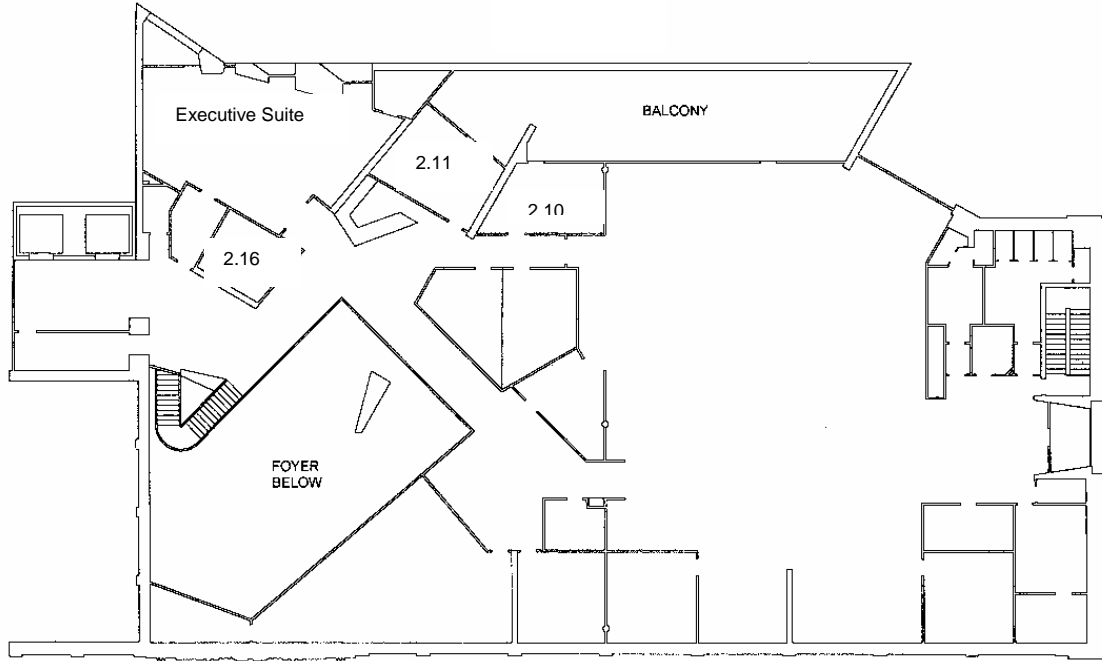 Executive Suite
BALCONY
2.11
2.10
2.16
FOYER
BELOW